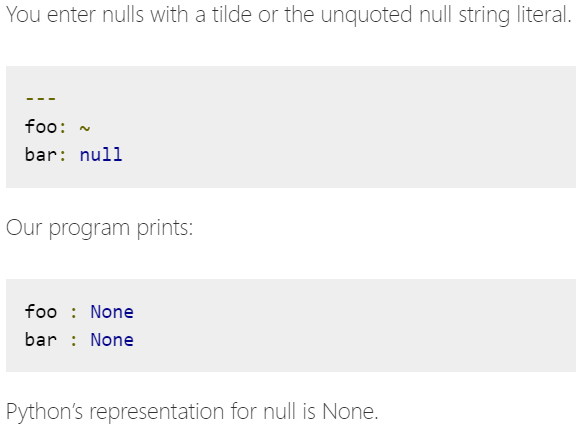 You enter nulls with a tilde or the unquoted null string literal.
---
foo: ~
bar: null
Our program prints:
foo : None
bar : None
Python’s representation for null is None.